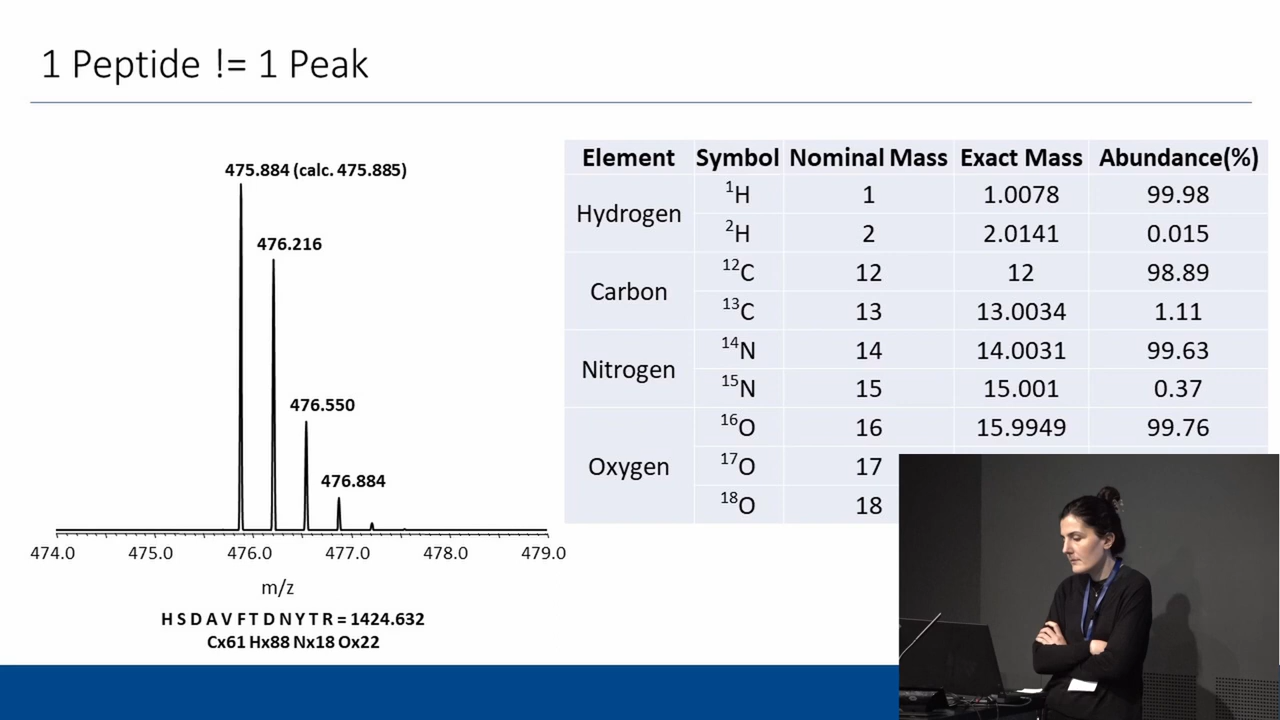 1 Peptide != 1 Peak
475.884 (calc. 475.885)
476.216
476.550
476.884
474.0 475.0 476.0 477.0 478.0 479.0
m/z
H S D A V F T D N Y T R = 1424.632
Cx61 Hx88 Nx18 Ox22
Element Symbol Nominal Mass Exact Mass Abundance(%)
Hydrogen
¹H 1 1.0078 99.98
²H 2 2.0141 0.015
Carbon
¹²C 12 12 98.89
¹³C 13 13.0034 1.11
Nitrogen
¹⁴N 14 14.0031 99.63
¹⁵N 15 15.001 0.37
Oxygen
¹⁶O 16 15.9949 99.76
¹⁷O 17
¹⁸O 18